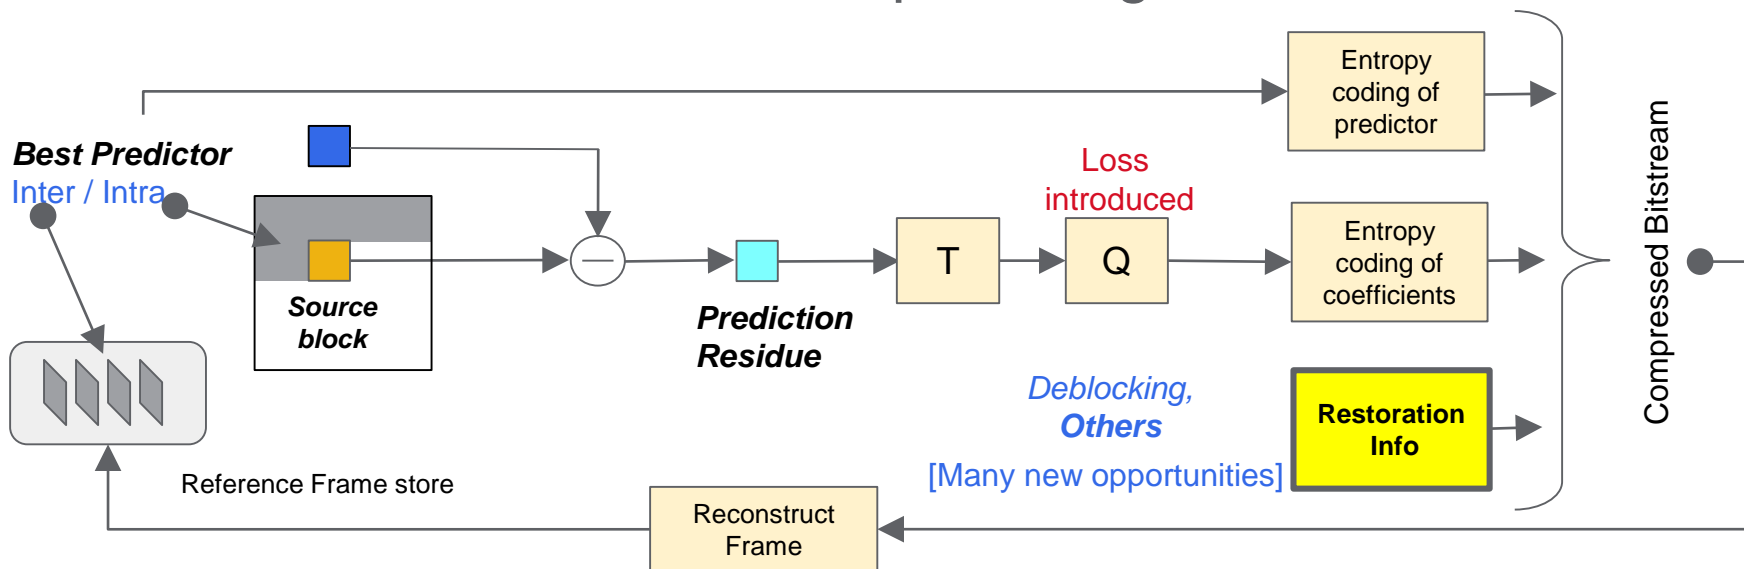 Entropy
coding of
predictor
Best Predictor
Inter / Intra
Loss
introduced
Source
block
Prediction
Residue
T
Q
Entropy
coding of
coefficients
Compressed Bitstream
Deblocking,
Others
[Many new opportunities]
Restoration
Info
Reference Frame store
Reconstruct
Frame